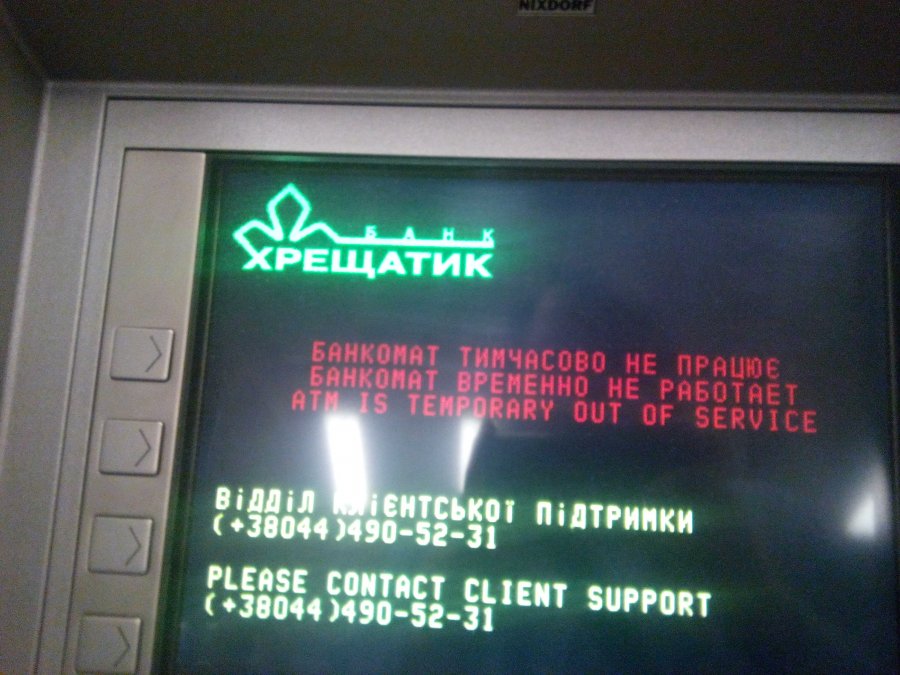 NIXDORF
БАНК
ХРЕЩАТИК
БАНКОМАТ ТИМЧАСОВО НЕ ПРАЦЮЄ
БАНКОМАТ ВРЕМЕННО НЕ РАБОТАЕТ
ATM IS TEMPORARY OUT OF SERVICE
ВіДДіЛ КЛіЄНТСЬКОЇ ПіДТРИМКИ
(+38044)490-52-31
PLEASE CONTACT CLIENT SUPPORT
(+38044)490-52-31